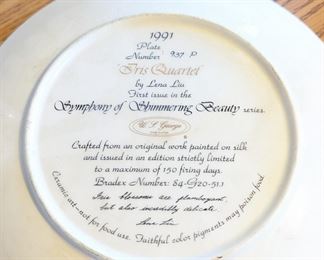 1991
Plate
Number 937 P
"Iris Quartet"
by Lena Liu
First issue in the
Symphony of Shimmering Beauty series.
W. S. George
Crafted from an original work painted on silk
and issued in an edition strictly limited
to a maximum of 150 firing days.
Bradex Number: 84-G20-51.1
Iris blossoms are flamboyant,
but also incredibly delicate.
Lena Liu
Ceramic art—not for food use. Faithful color pigments may poison food.